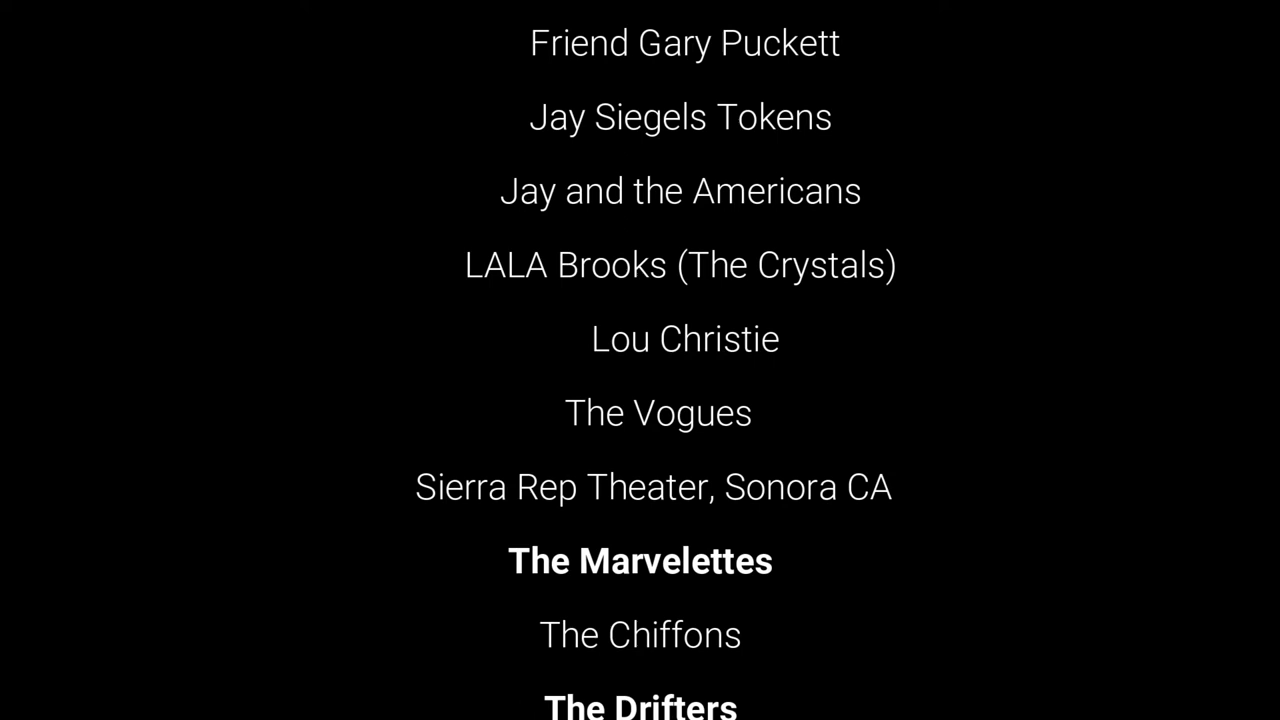 Friend Gary Puckett
Jay Siegels Tokens
Jay and the Americans
LALA Brooks (The Crystals)
Lou Christie
The Vogues
Sierra Rep Theater, Sonora CA
The Marvelettes
The Chiffons
The Drifters